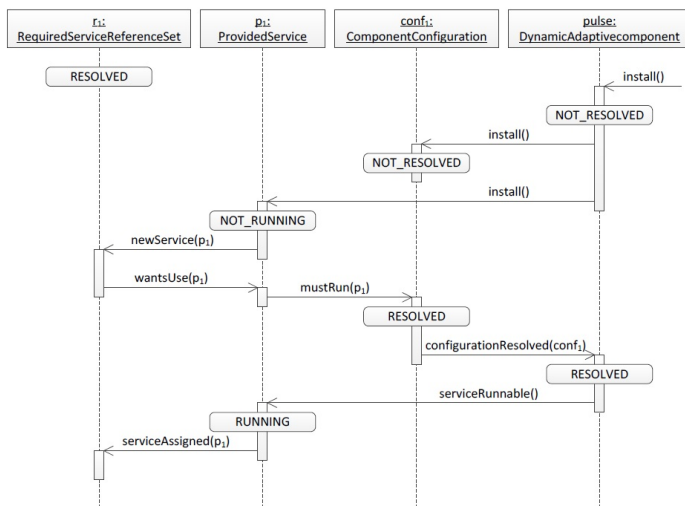 r₁:
RequiredServiceReferenceSet
p₁:
ProvidedService
conf₁:
ComponentConfiguration
pulse:
DynamicAdaptivecomponent
RESOLVED
install()
NOT_RESOLVED
install()
NOT_RESOLVED
install()
NOT_RUNNING
newService(p₁)
wantsUse(p₁)
mustRun(p₁)
RESOLVED
configurationResolved(conf₁)
RESOLVED
serviceRunnable()
RUNNING
serviceAssigned(p₁)